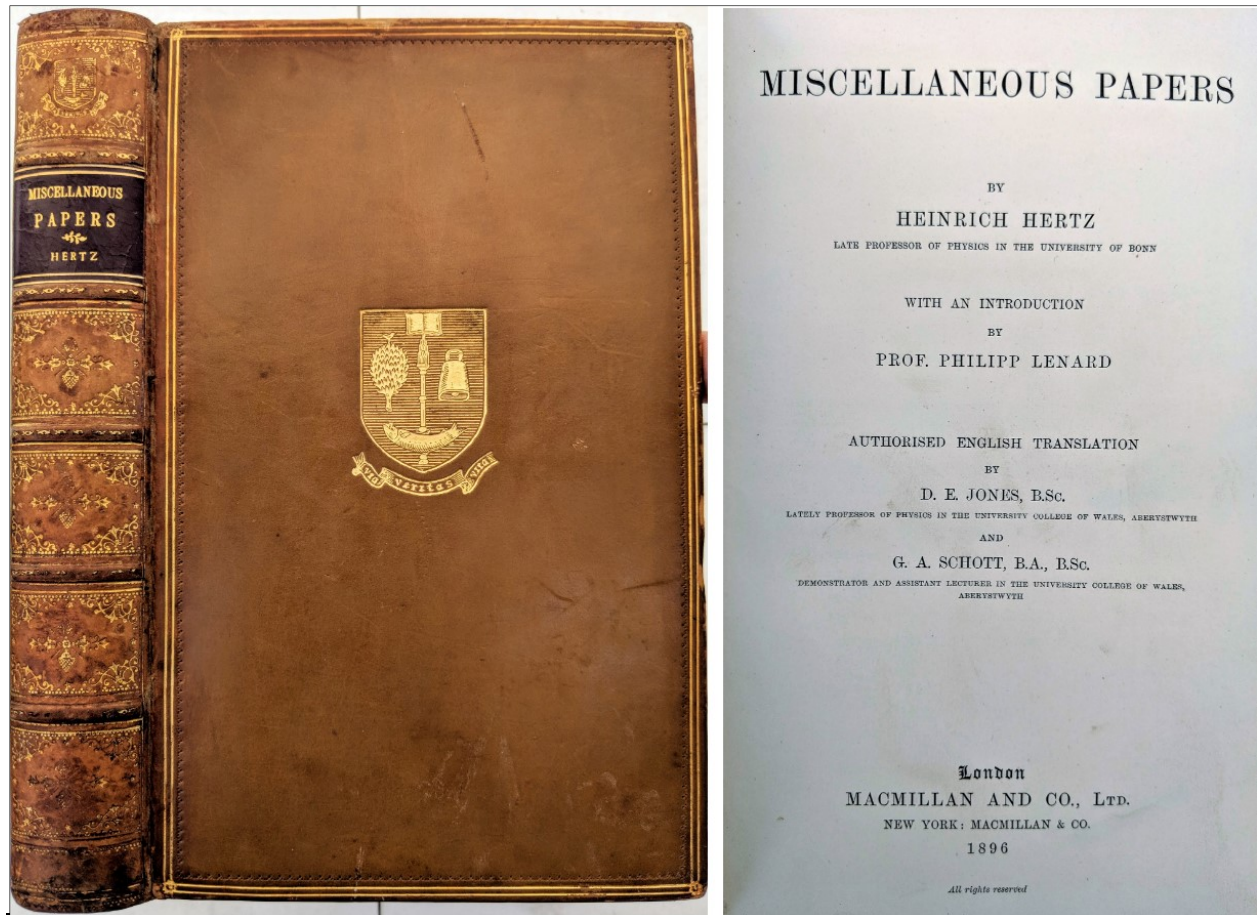 MISCELLANEOUS
PAPERS
HERTZ
via veritas vita
MISCELLANEOUS PAPERS
BY
HEINRICH HERTZ
LATE PROFESSOR OF PHYSICS IN THE UNIVERSITY OF BONN
WITH AN INTRODUCTION
BY
PROF. PHILIPP LENARD
AUTHORISED ENGLISH TRANSLATION
BY
D. E. JONES, B.Sc.
LATELY PROFESSOR OF PHYSICS IN THE UNIVERSITY COLLEGE OF WALES, ABERYSTWYTH
AND
G. A. SCHOTT, B.A., B.Sc.
DEMONSTRATOR AND ASSISTANT LECTURER IN THE UNIVERSITY COLLEGE OF WALES,
ABERYSTWYTH
London
MACMILLAN AND CO., LTD.
NEW YORK: MACMILLAN & CO.
1896
All rights reserved